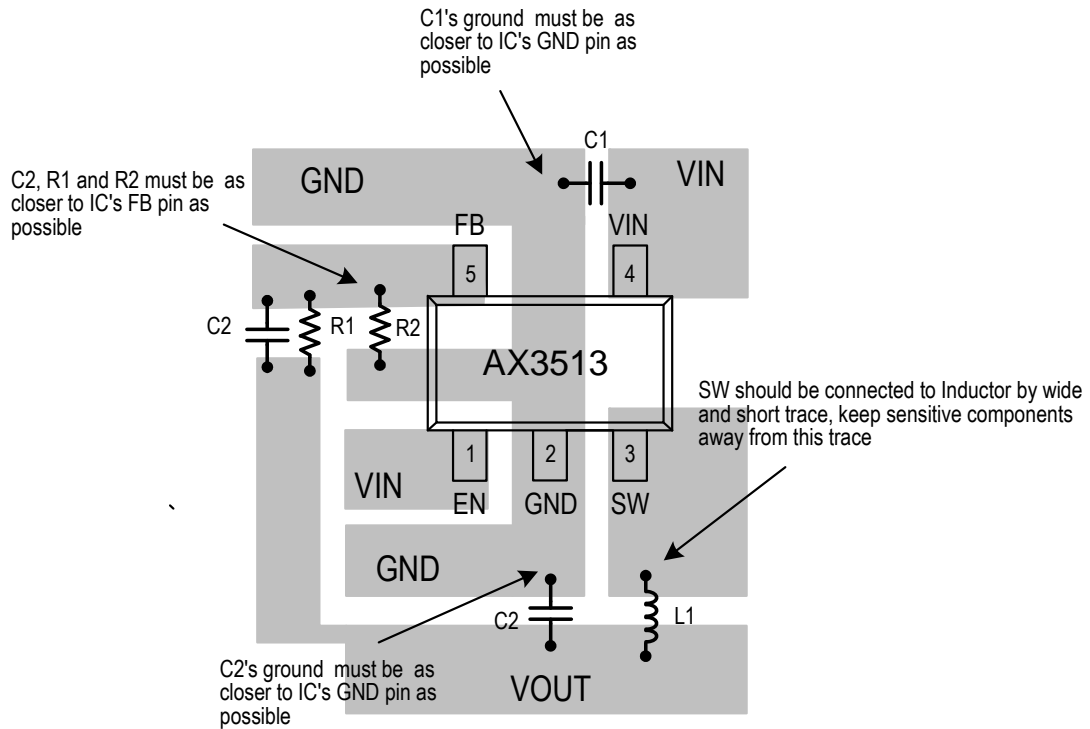 C1's ground must be as
closer to IC's GND pin as
possible
C1
GND
VIN
C2, R1 and R2 must be as
closer to IC's FB pin as
possible
FB
VIN
5
4
C2
R1
R2
AX3513
SW should be connected to Inductor by wide
and short trace, keep sensitive components
away from this trace
1
2
3
VIN
EN
GND
SW
GND
C2
L1
C2's ground must be as
closer to IC's GND pin as
possible
VOUT